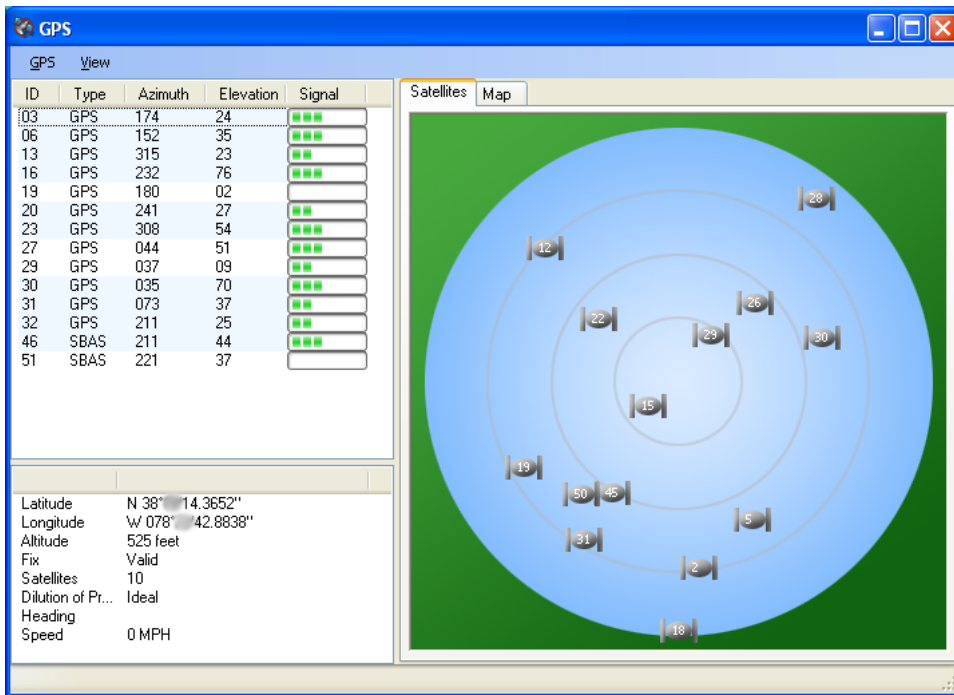 GPS
GPS View
ID Type Azimuth Elevation Signal
03 GPS 174 24
06 GPS 152 35
13 GPS 315 23
16 GPS 232 76
19 GPS 180 02
20 GPS 241 27
23 GPS 308 54
27 GPS 044 51
29 GPS 037 09
30 GPS 035 70
31 GPS 073 37
32 GPS 211 25
46 SBAS 211 44
51 SBAS 221 37
Latitude N 38° 14.3652''
Longitude W 078° 42.8838''
Altitude 525 feet
Fix Valid
Satellites 10
Dilution of Pr... Ideal
Heading
Speed 0 MPH
Satellites Map
28
12
26
22
29
30
15
19
50 45
5
31
2
18